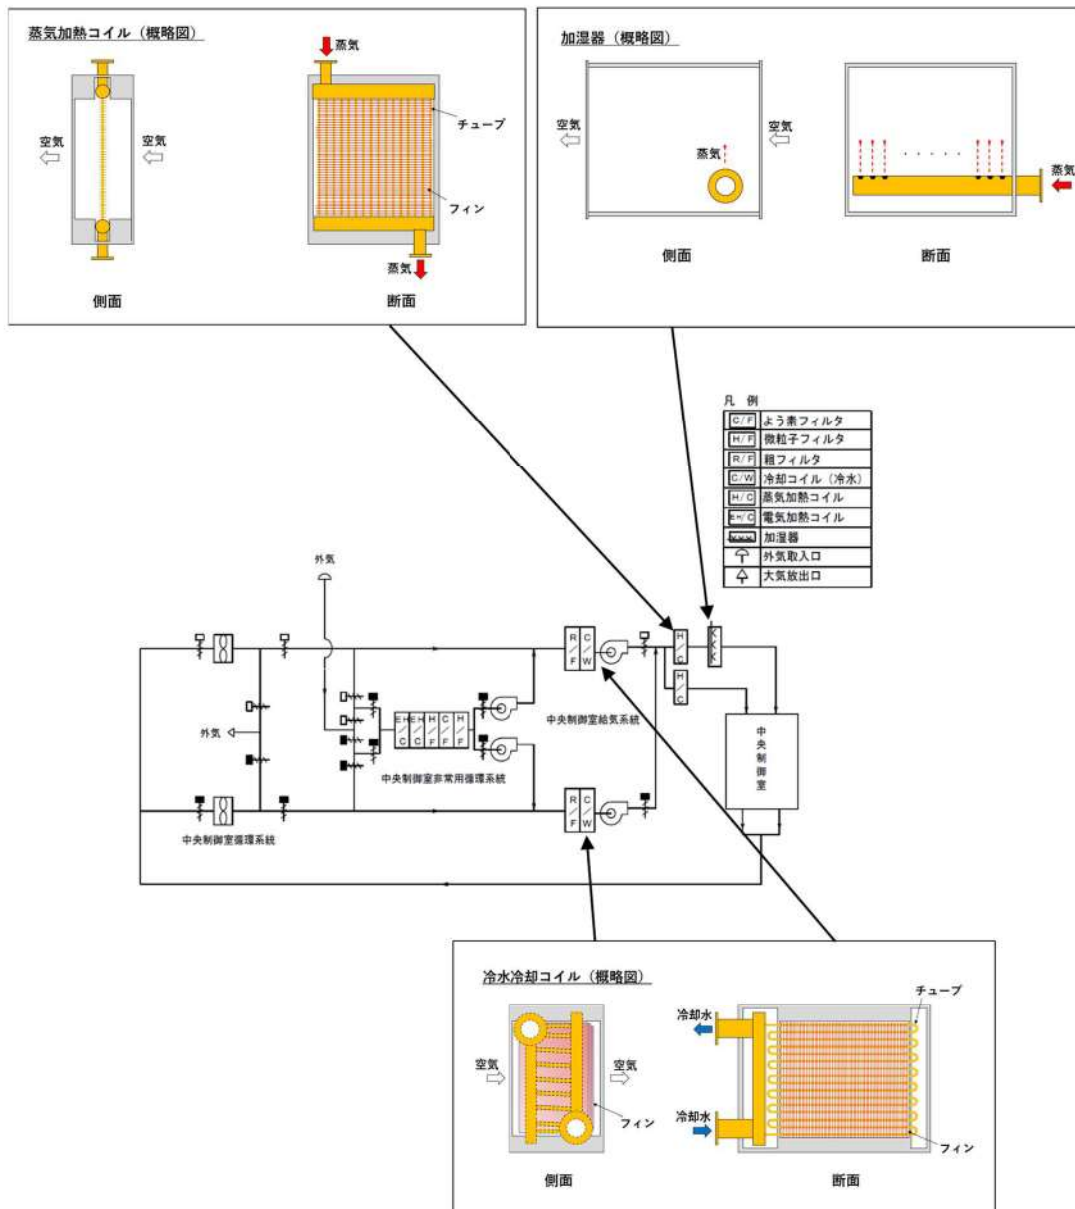 蒸気加熱コイル（概略図）
蒸気
チューブ
空気
空気
フィン
蒸気
側面
断面
加湿器（概略図）
空気
空気
蒸気
蒸気
側面
断面
凡 例
C/F よう素フィルタ
H/F 微粒子フィルタ
R/F 粗フィルタ
C/W 冷却コイル（冷水）
H/C 蒸気加熱コイル
EH/C 電気加熱コイル
加湿器
外気取入口
大気放出口
外気
R/F
C/W
H/C
H/C
外気
EH/C
EH/C
H/F
C/F
H/F
中央制御室給気系統
中央制御室非常用循環系統
中央制御室
R/F
C/W
中央制御室循環系統
冷水冷却コイル（概略図）
チューブ
冷却水
空気
空気
冷却水
フィン
フィン
側面
断面